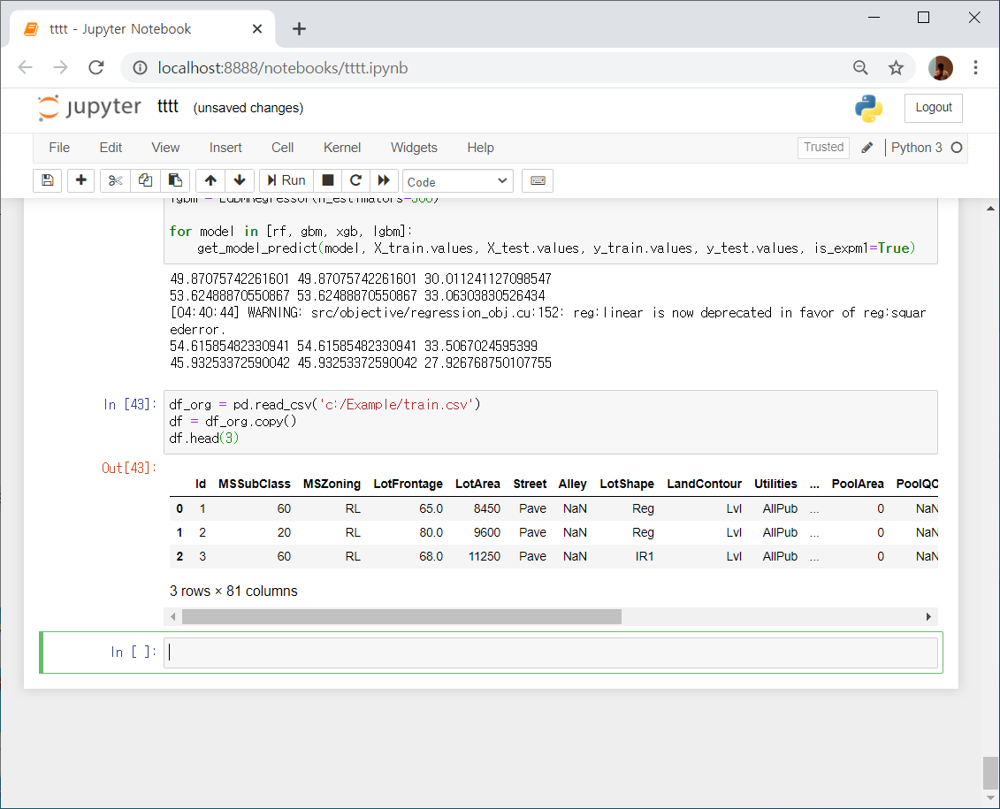 tttt - Jupyter Notebook
localhost:8888/notebooks/tttt.ipynb
jupyter tttt (unsaved changes)
Logout
File Edit View Insert Cell Kernel Widgets Help
Trusted Python 3
Run Code
lgbm = LGBMRegressor(n_estimators=500)
for model in [rf, gbm, xgb, lgbm]:
get_model_predict(model, X_train.values, X_test.values, y_train.values, y_test.values, is_expm1=True)
49.87075742261601 49.87075742261601 30.011241127098547
53.62488870550867 53.62488870550867 33.06303830526434
[04:40:44] WARNING: src/objective/regression_obj.cu:152: reg:linear is now deprecated in favor of reg:squar
ederror.
54.61585482330941 54.61585482330941 33.5067024595399
45.93253372590042 45.93253372590042 27.926768750107755
In [43]: df_org = pd.read_csv('c:/Example/train.csv')
df = df_org.copy()
df.head(3)
Out[43]:
Id MSSubClass MSZoning LotFrontage LotArea Street Alley LotShape LandContour Utilities ... PoolArea PoolQC
0 1 60 RL 65.0 8450 Pave NaN Reg Lvl AllPub ... 0 NaN
1 2 20 RL 80.0 9600 Pave NaN Reg Lvl AllPub ... 0 NaN
2 3 60 RL 68.0 11250 Pave NaN IR1 Lvl AllPub ... 0 NaN
3 rows × 81 columns
In [ ]: